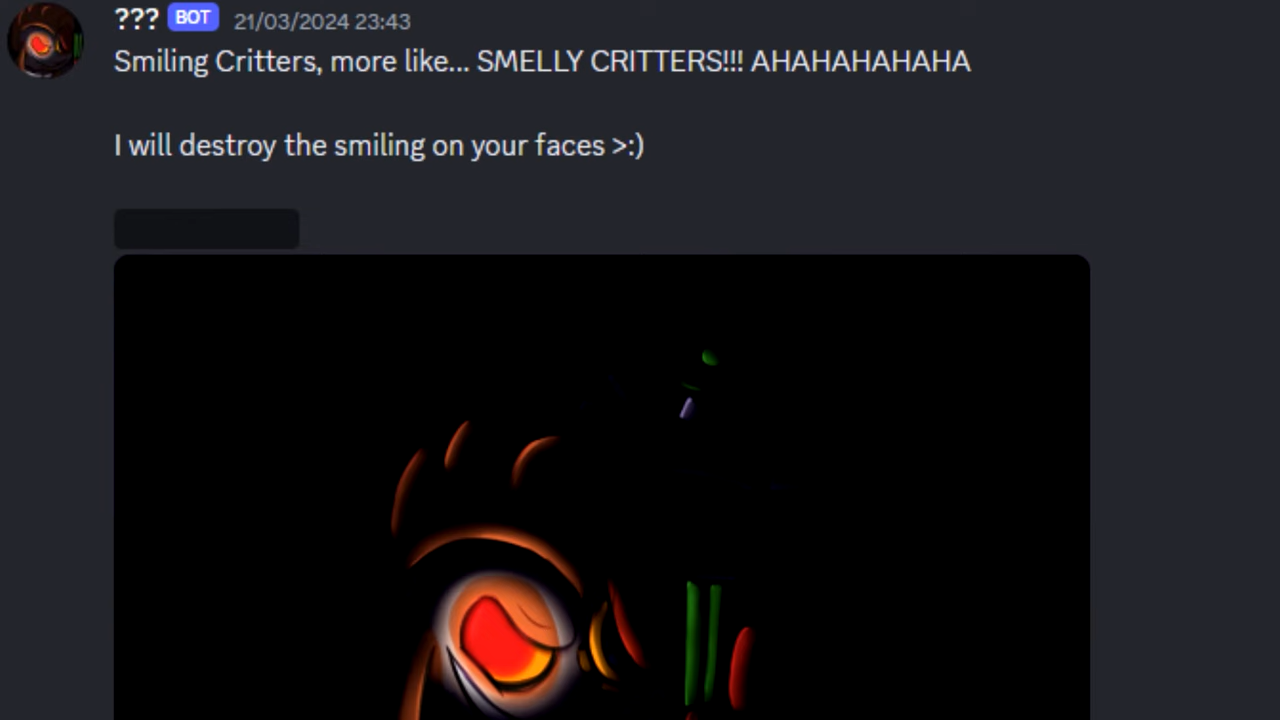 ??? BOT 21/03/2024 23:43
Smiling Critters, more like... SMELLY CRITTERS!!! AHAHAHAHAHA
I will destroy the smiling on your faces >:)